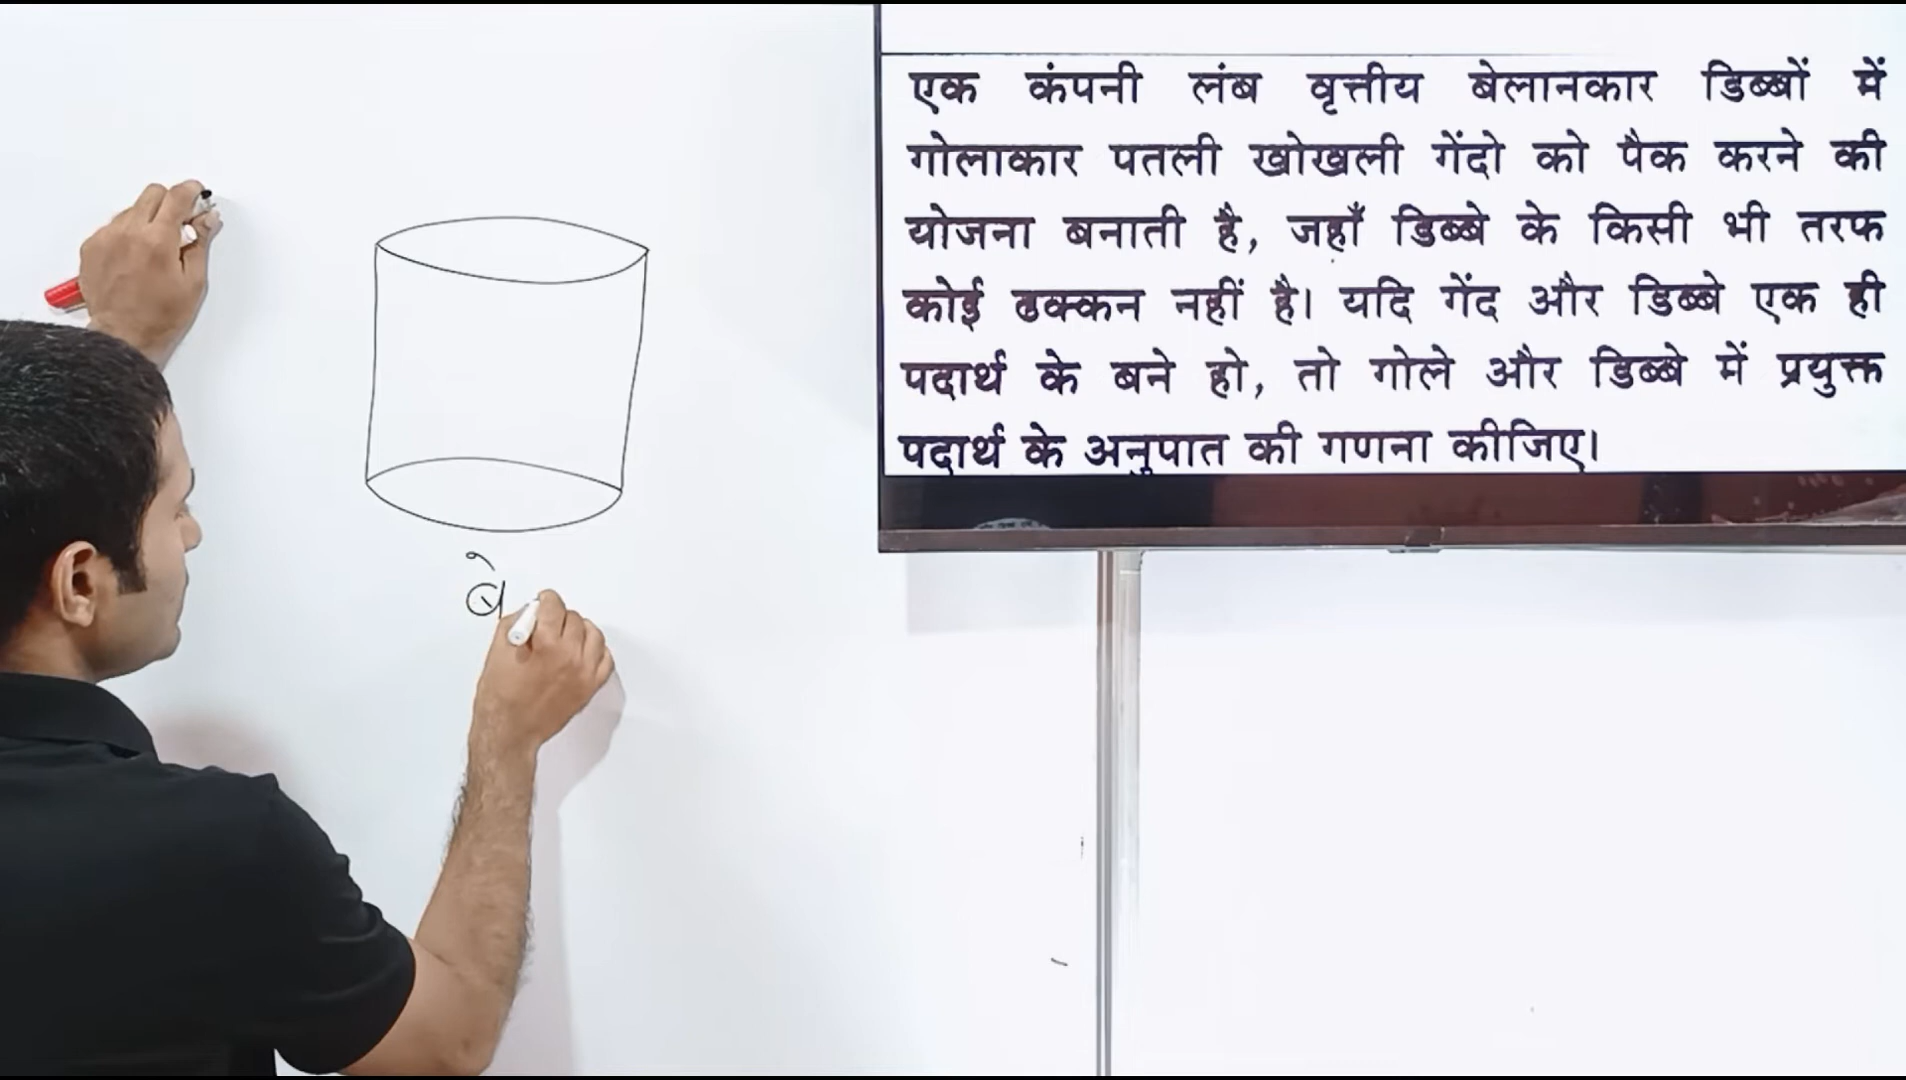 एक कंपनी लंब वृत्तीय बेलानकार डिब्बों में
गोलाकार पतली खोखली गेंदो को पैक करने की
योजना बनाती है, जहाँ डिब्बे के किसी भी तरफ
कोई ढक्कन नहीं है। यदि गेंद और डिब्बे एक ही
पदार्थ के बने हो, तो गोले और डिब्बे में प्रयुक्त
पदार्थ के अनुपात की गणना कीजिए।
बे